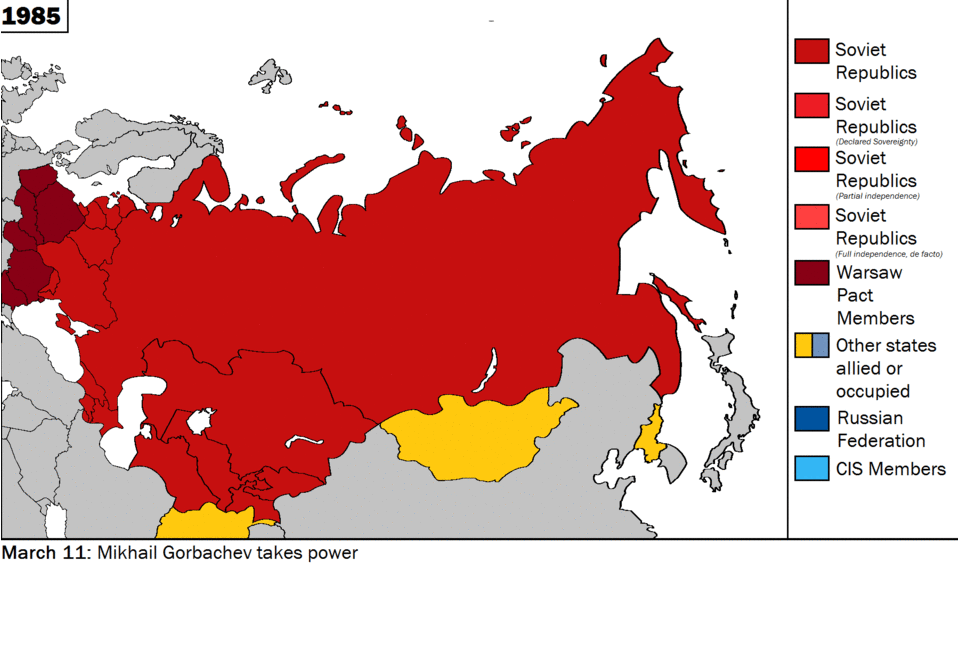 1985
Soviet
Republics
Soviet
Republics
(Declared Sovereignty)
Soviet
Republics
(Partial independence)
Soviet
Republics
(Full independence, de facto)
Warsaw
Pact
Members
Other states
allied or
occupied
Russian
Federation
CIS Members
March 11: Mikhail Gorbachev takes power